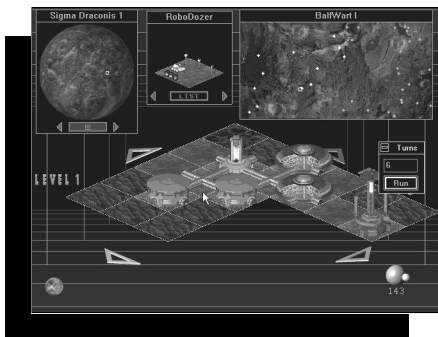 Sigma Draconis 1
RoboDozer
BalfWart I
LIST
LEVEL 1
Turns
6
Run
143